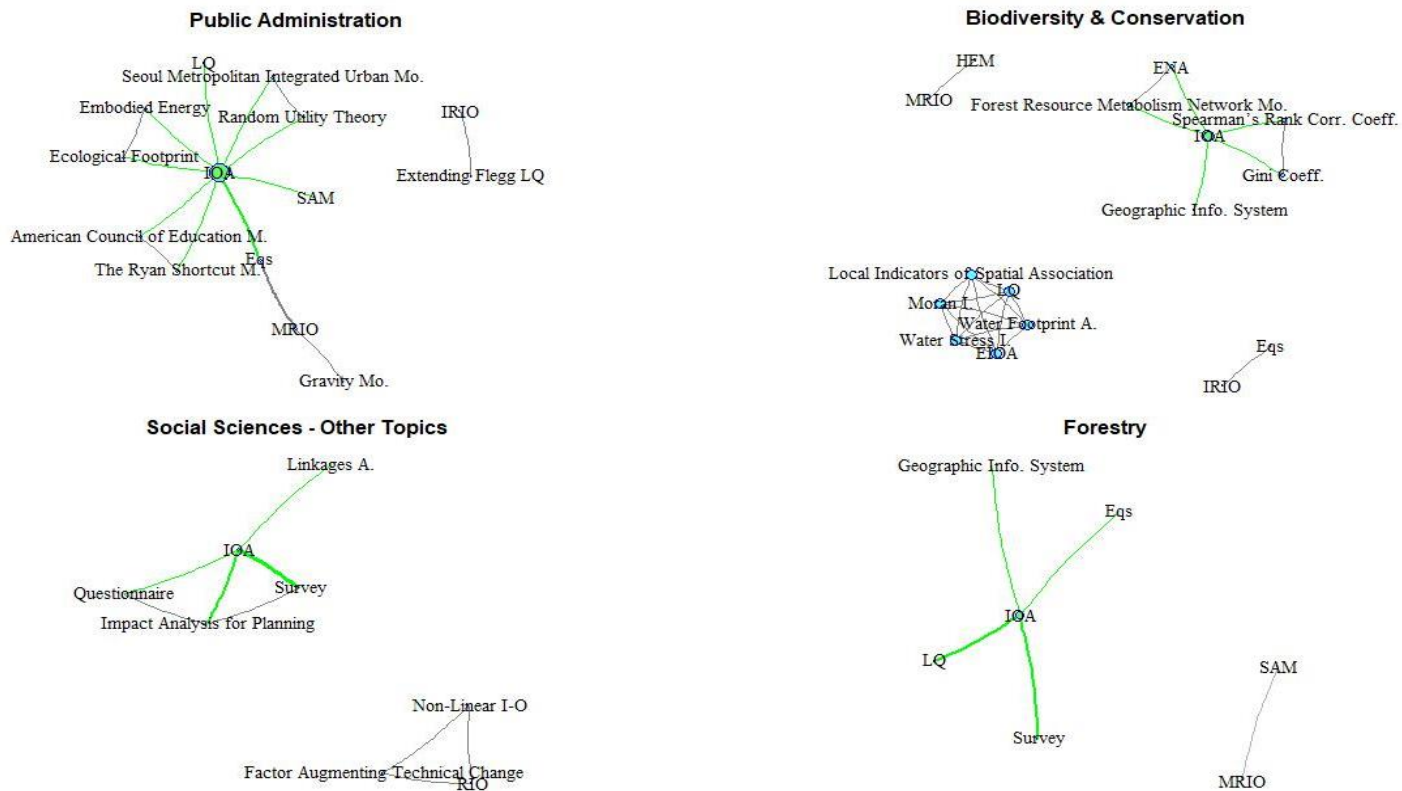 Public Administration
LQ
Seoul Metropolitan Integrated Urban Mo.
Embodied Energy
Random Utility Theory
IRIO
Ecological Footprint
IOA
Extending Flegg LQ
SAM
American Council of Education M.
Eqs
The Ryan Shortcut M.
MRIO
Gravity Mo.
Biodiversity & Conservation
HEM
ENA
MRIO
Forest Resource Metabolism Network Mo.
Spearman's Rank Corr. Coeff.
IOA
Gini Coeff.
Geographic Info. System
Local Indicators of Spatial Association
LQ
Moran I.
Water Footprint A.
Water Stress I.
EIOA
Eqs
IRIO
Social Sciences - Other Topics
Linkages A.
IOA
Questionnaire
Survey
Impact Analysis for Planning
Non-Linear I-O
Factor Augmenting Technical Change
RIO
Forestry
Geographic Info. System
Eqs
IOA
LQ
SAM
Survey
MRIO